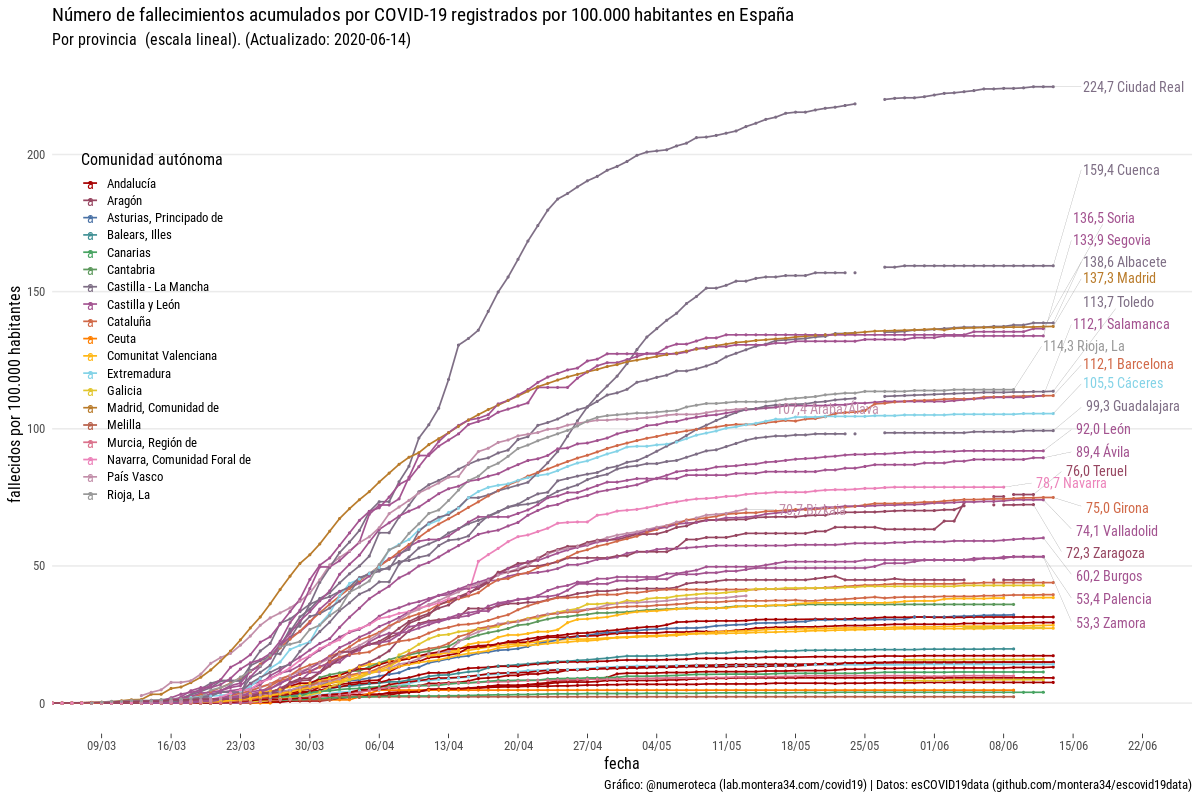 Número de fallecimientos acumulados por COVID-19 registrados por 100.000 habitantes en España
Por provincia (escala lineal). (Actualizado: 2020-06-14)
fallecidos por 100.000 habitantes
200
150
100
50
0
Comunidad autónoma
Andalucía
Aragón
Asturias, Principado de
Balears, Illes
Canarias
Cantabria
Castilla - La Mancha
Castilla y León
Cataluña
Ceuta
Comunitat Valenciana
Extremadura
Galicia
Madrid, Comunidad de
Melilla
Murcia, Región de
Navarra, Comunidad Foral de
País Vasco
Rioja, La
224,7 Ciudad Real
159,4 Cuenca
136,5 Soria
133,9 Segovia
138,6 Albacete
137,3 Madrid
113,7 Toledo
112,1 Salamanca
114,3 Rioja, La
112,1 Barcelona
105,5 Cáceres
107,4 Araba/Álava
99,3 Guadalajara
92,0 León
89,4 Ávila
76,0 Teruel
78,7 Navarra
75,0 Girona
74,1 Valladolid
72,3 Zaragoza
60,2 Burgos
53,4 Palencia
53,3 Zamora
09/03 16/03 23/03 30/03 06/04 13/04 20/04 27/04 04/05 11/05 18/05 25/05 01/06 08/06 15/06 22/06
fecha
Gráfico: @numeroteca (lab.montera34.com/covid19) | Datos: esCOVID19data (github.com/montera34/escovid19data)